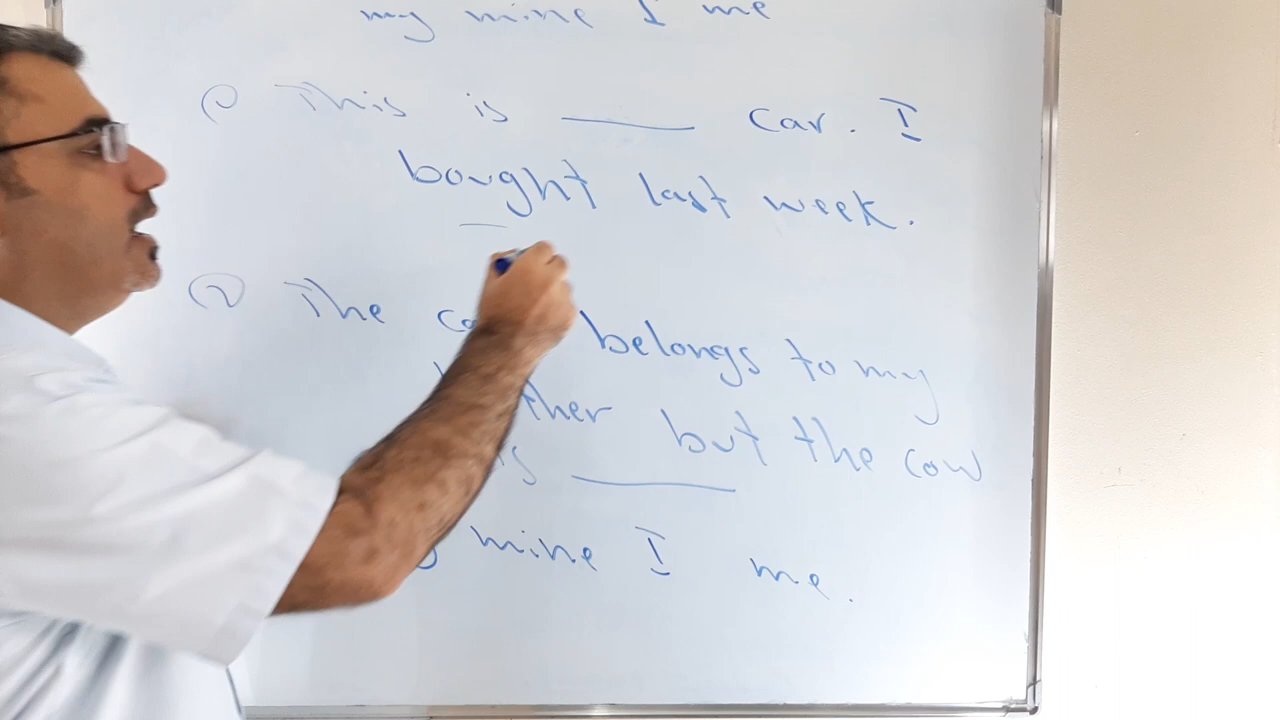 my mine I me
① This is ____ car. I
bought last week.
② The belongs to my
but the cow
is ____
mine I me.